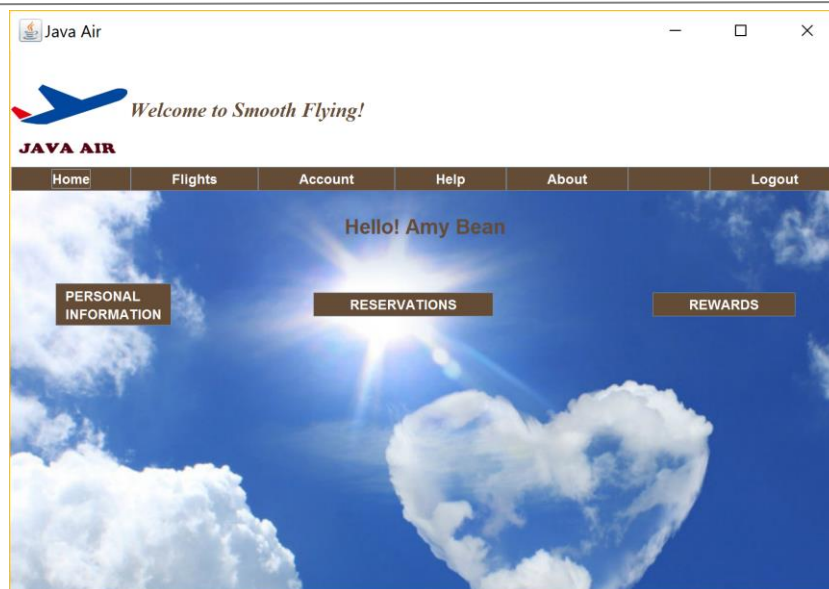 Java Air
Welcome to Smooth Flying!
JAVA AIR
Home Flights Account Help About Logout
Hello! Amy Bean
PERSONAL
INFORMATION
RESERVATIONS
REWARDS